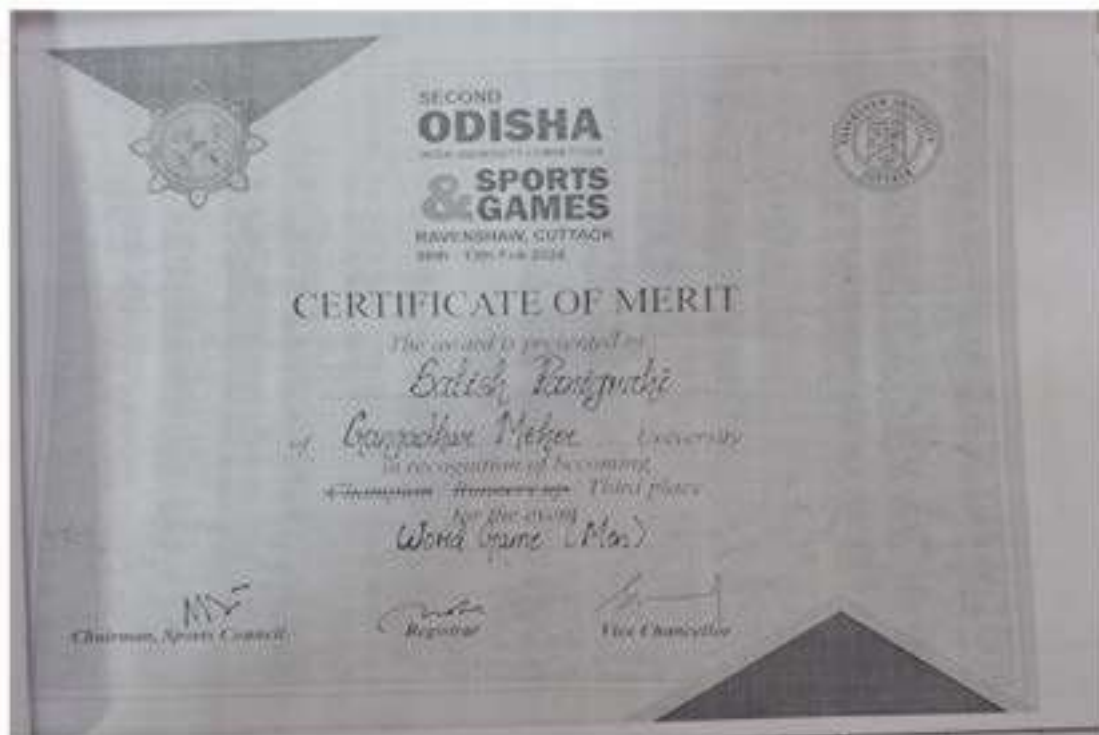 SECOND
ODISHA
& SPORTS
GAMES
RAVENSHAW, CUTTACK
CERTIFICATE OF MERIT
The award is presented to
Satish Panigrahi
of Gangadhar Meher University
in recognition of becoming
Champion Runners up Third place
for the event
Word Game (Men)
Chairman, Sports Council
Registrar
Vice Chancellor